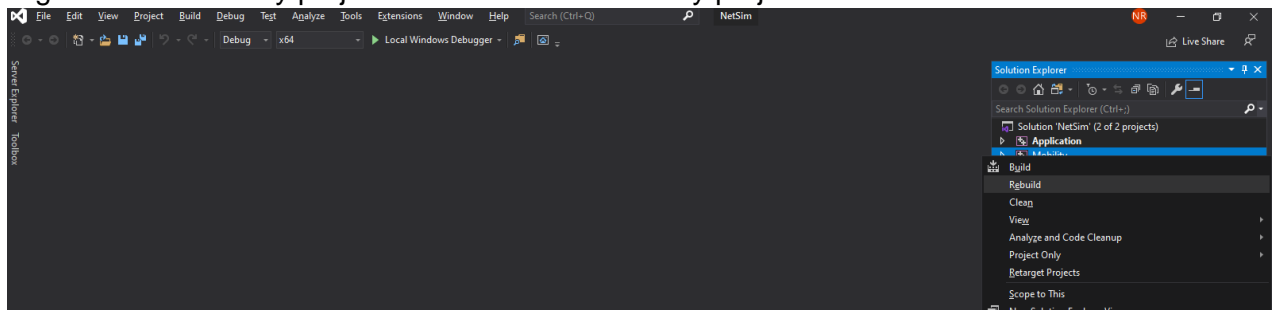 File Edit View Project Build Debug Test Analyze Tools Extensions Window Help Search (Ctrl+Q) NetSim NR
Debug x64 Local Windows Debugger Live Share
Server Explorer
Toolbox
Solution Explorer
Search Solution Explorer (Ctrl+;)
Solution 'NetSim' (2 of 2 projects)
Application
Mobility
Build
Rebuild
Clean
View
Analyze and Code Cleanup
Project Only
Retarget Projects
Scope to This